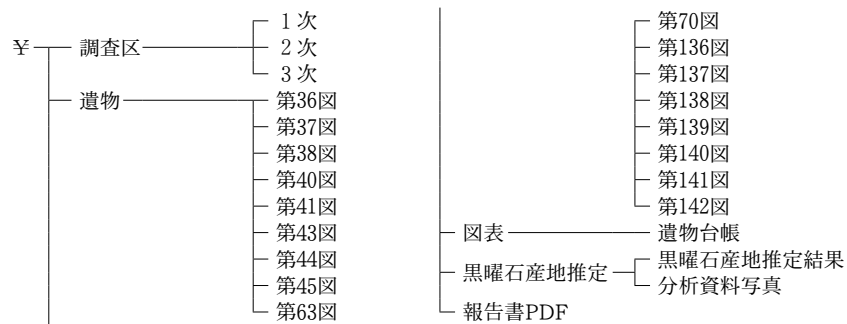 ¥ 調査区 1次
2次
3次
遺物 第36図
第37図
第38図
第40図
第41図
第43図
第44図
第45図
第63図
第70図
第136図
第137図
第138図
第139図
第140図
第141図
第142図
図表 遺物台帳
黒曜石産地推定 黒曜石産地推定結果
分析資料写真
報告書PDF